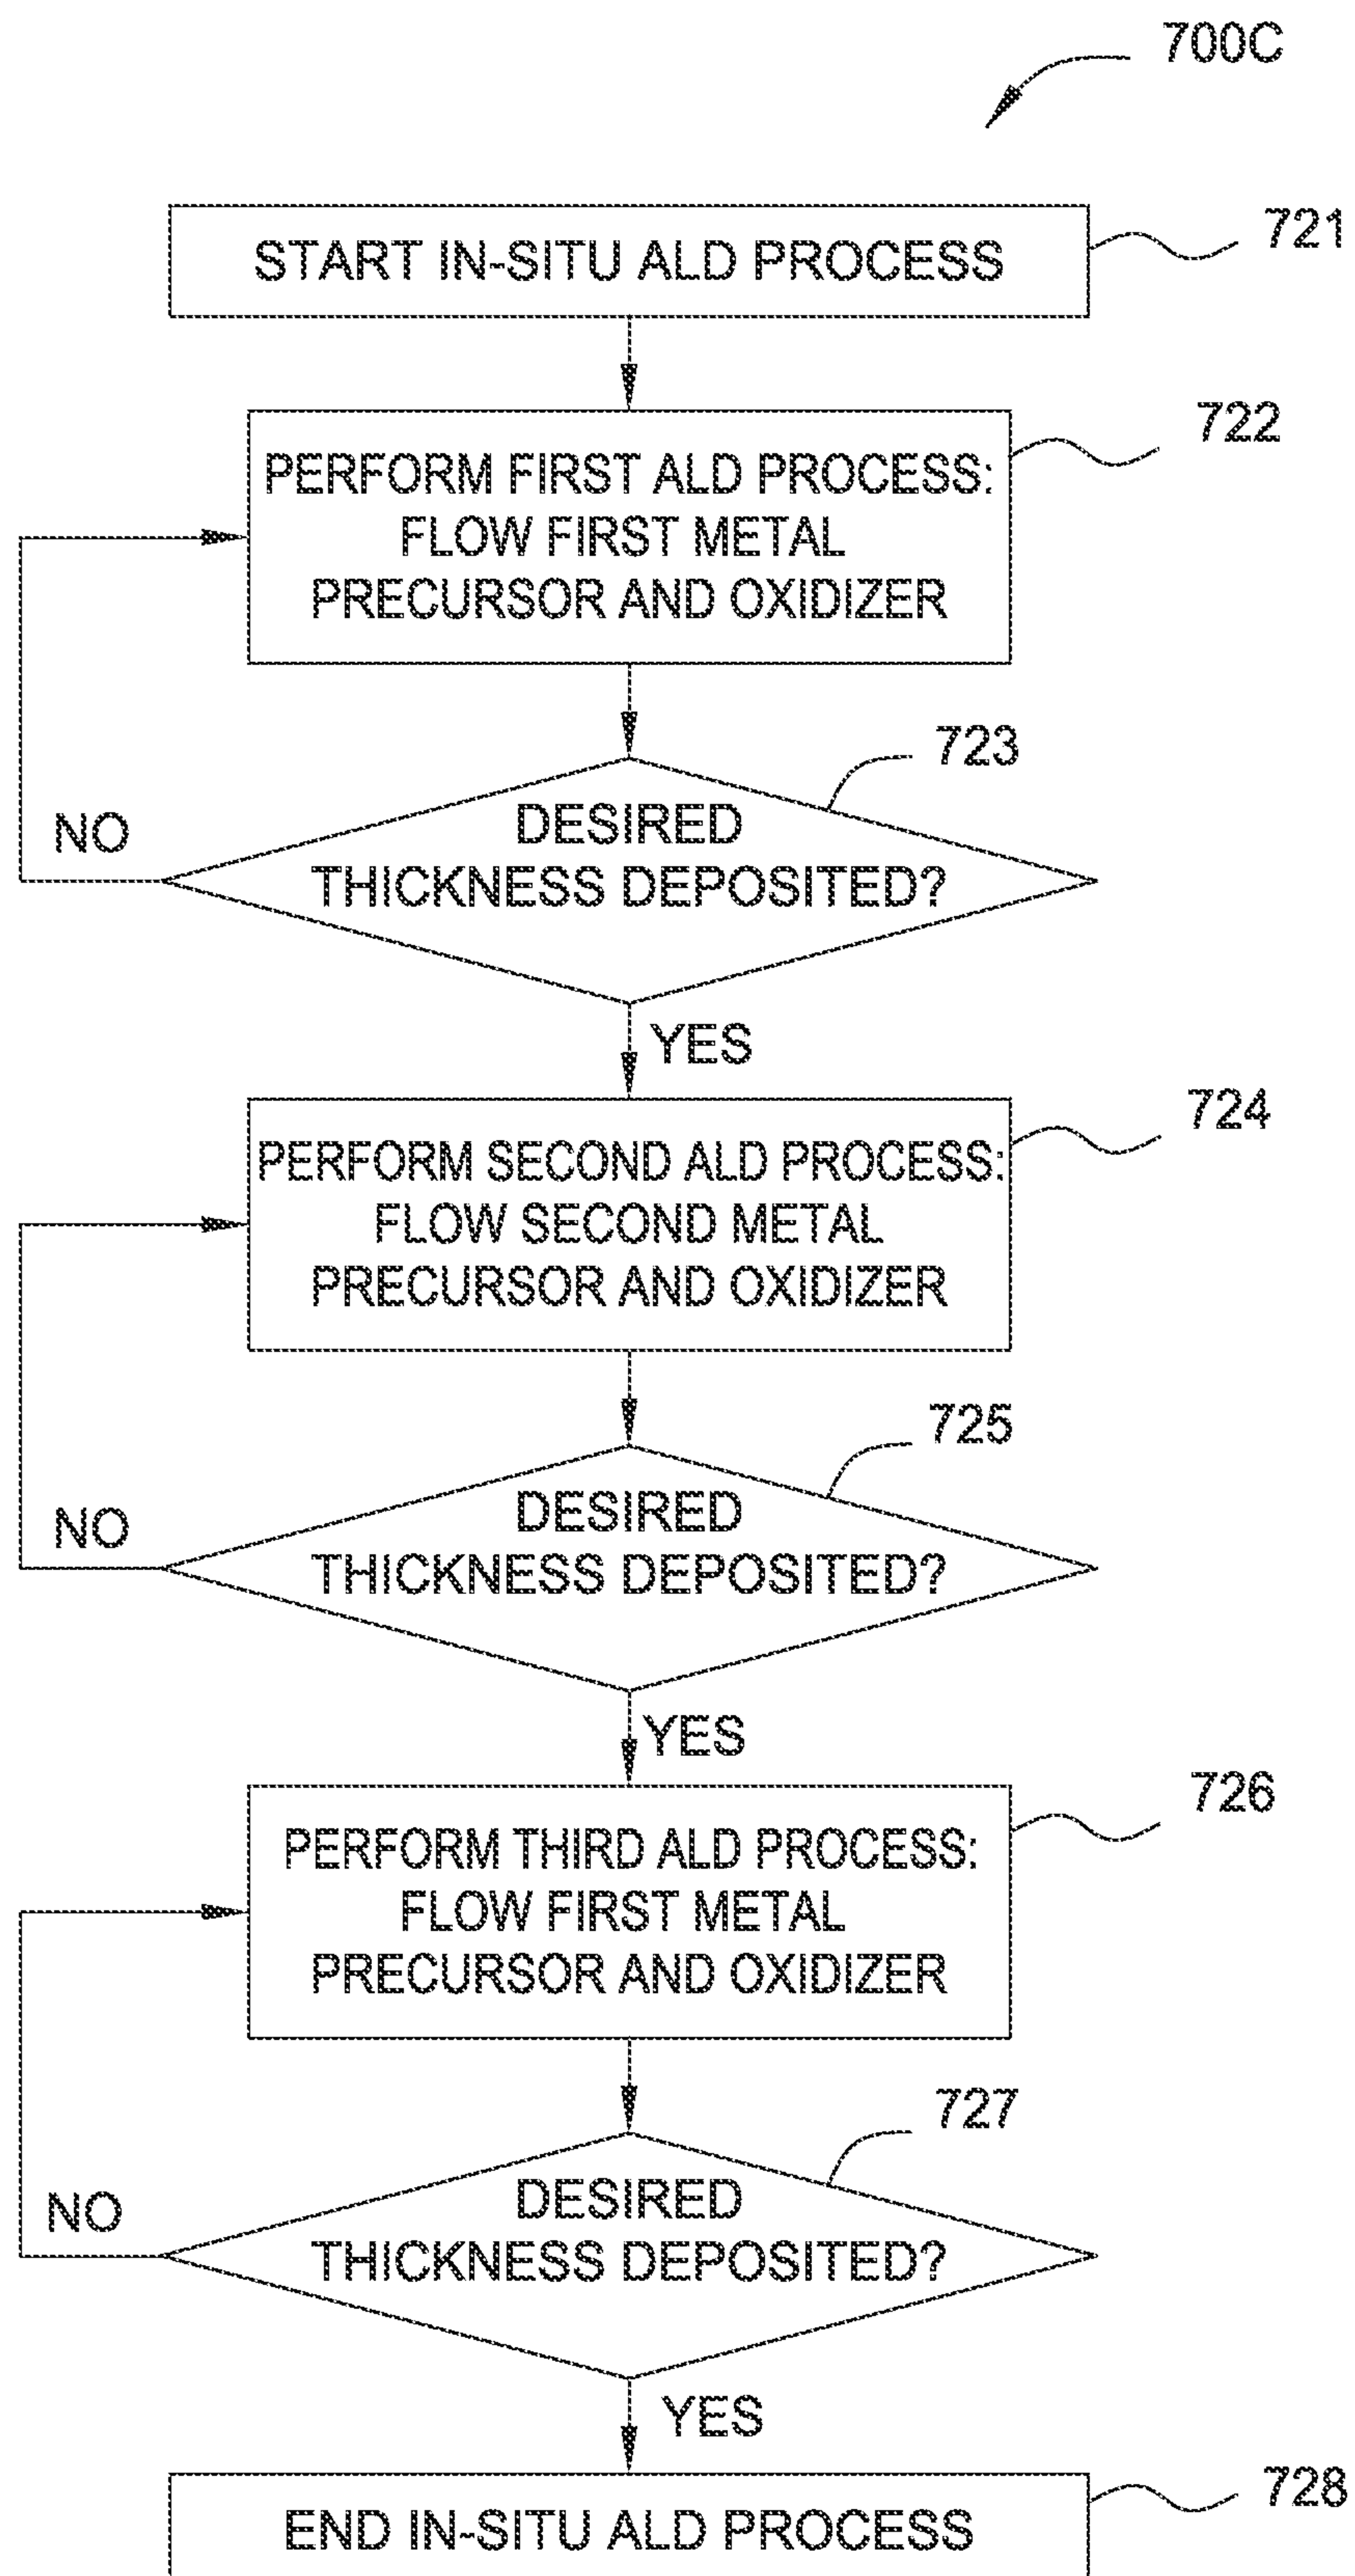 700C
START IN-SITU ALD PROCESS
721
722
PERFORM FIRST ALD PROCESS:
FLOW FIRST METAL
PRECURSOR AND OXIDIZER
723
DESIRED
THICKNESS DEPOSITED?
NO
YES
724
PERFORM SECOND ALD PROCESS:
FLOW SECOND METAL
PRECURSOR AND OXIDIZER
725
DESIRED
THICKNESS DEPOSITED?
NO
YES
726
PERFORM THIRD ALD PROCESS:
FLOW FIRST METAL
PRECURSOR AND OXIDIZER
727
DESIRED
THICKNESS DEPOSITED?
NO
YES
728
END IN-SITU ALD PROCESS